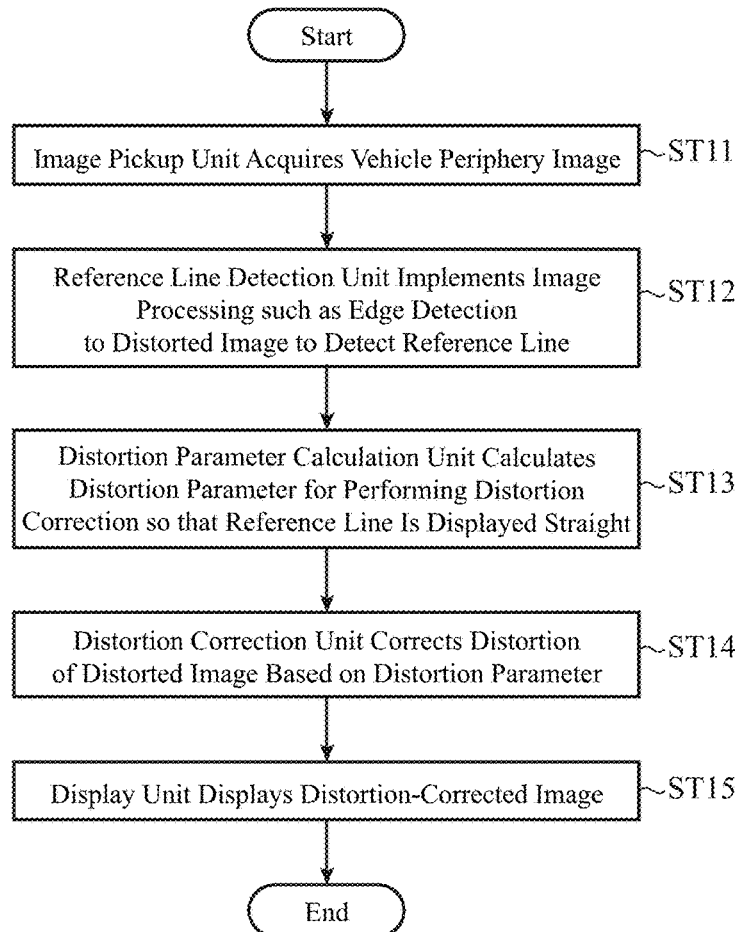 Start
Image Pickup Unit Acquires Vehicle Periphery Image
ST11
Reference Line Detection Unit Implements Image
Processing such as Edge Detection
to Distorted Image to Detect Reference Line
ST12
Distortion Parameter Calculation Unit Calculates
Distortion Parameter for Performing Distortion
Correction so that Reference Line Is Displayed Straight
ST13
Distortion Correction Unit Corrects Distortion
of Distorted Image Based on Distortion Parameter
ST14
Display Unit Displays Distortion-Corrected Image
ST15
End